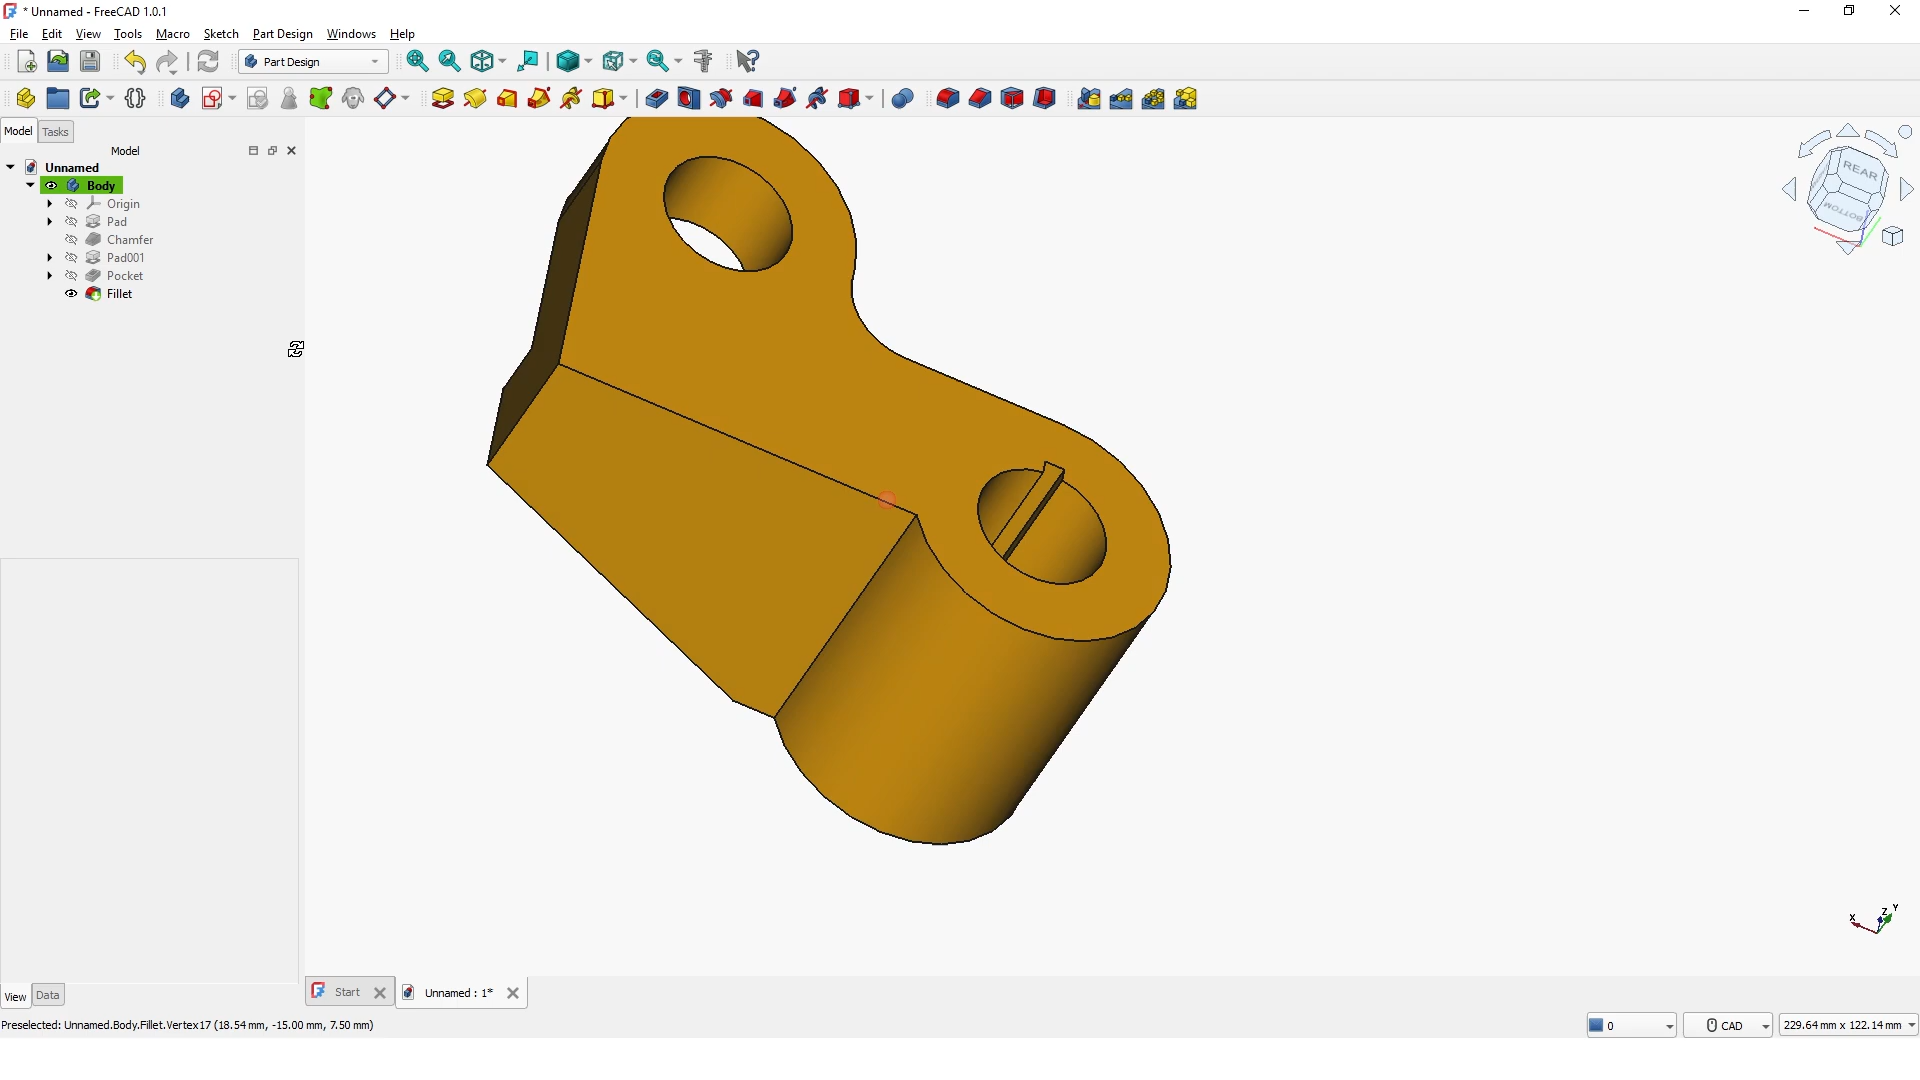 * Unnamed - FreeCAD 1.0.1
File Edit View Tools Macro Sketch Part Design Windows Help
Part Design
Model Tasks
Model
Unnamed
Body
Origin
Pad
Chamfer
Pad001
Pocket
Fillet
REAR
BOTTOM
X Z Y
View Data
Start Unnamed : 1*
Preselected: Unnamed.Body.Fillet.Vertex17 (18.54 mm, -15.00 mm, 7.50 mm)
0 CAD 229.64 mm x 122.14 mm